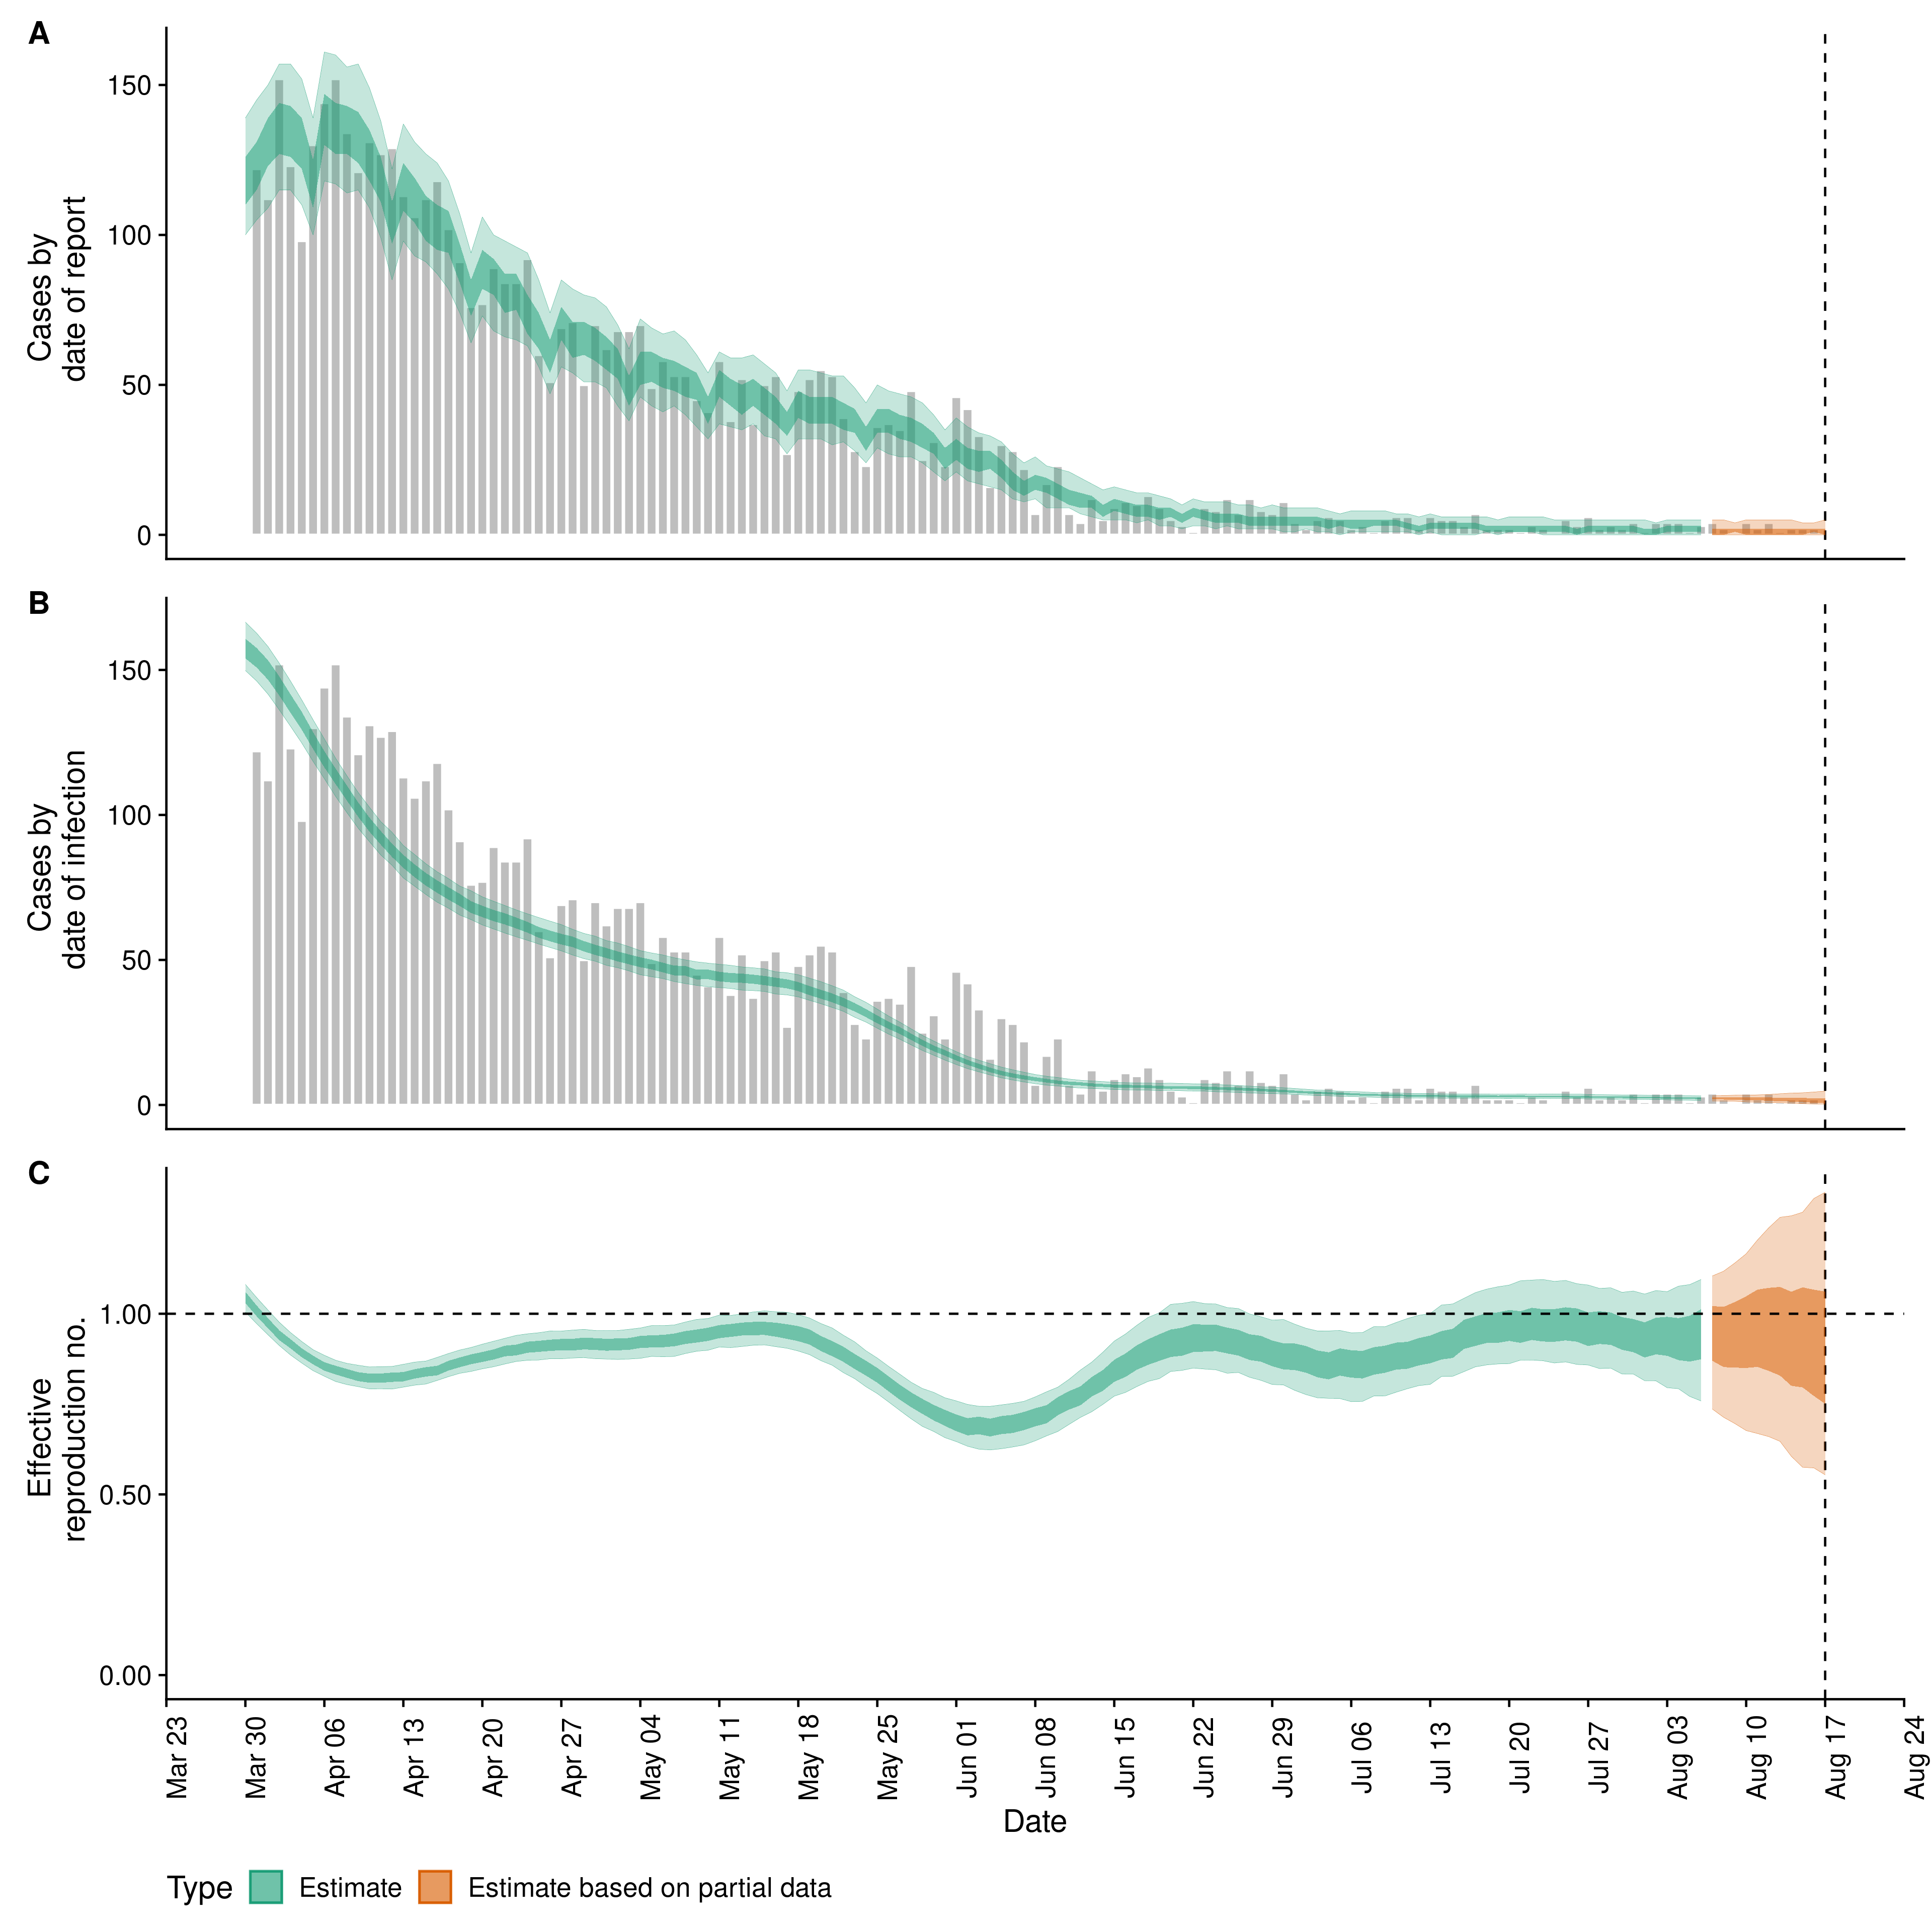 A
150
100
50
0
Cases by
date of report
B
150
100
50
0
Cases by
date of infection
C
1.00
0.50
0.00
Effective
reproduction no.
Mar 23
Mar 30
Apr 06
Apr 13
Apr 20
Apr 27
May 04
May 11
May 18
May 25
Jun 01
Jun 08
Jun 15
Jun 22
Jun 29
Jul 06
Jul 13
Jul 20
Jul 27
Aug 03
Aug 10
Aug 17
Aug 24
Date
Type Estimate Estimate based on partial data